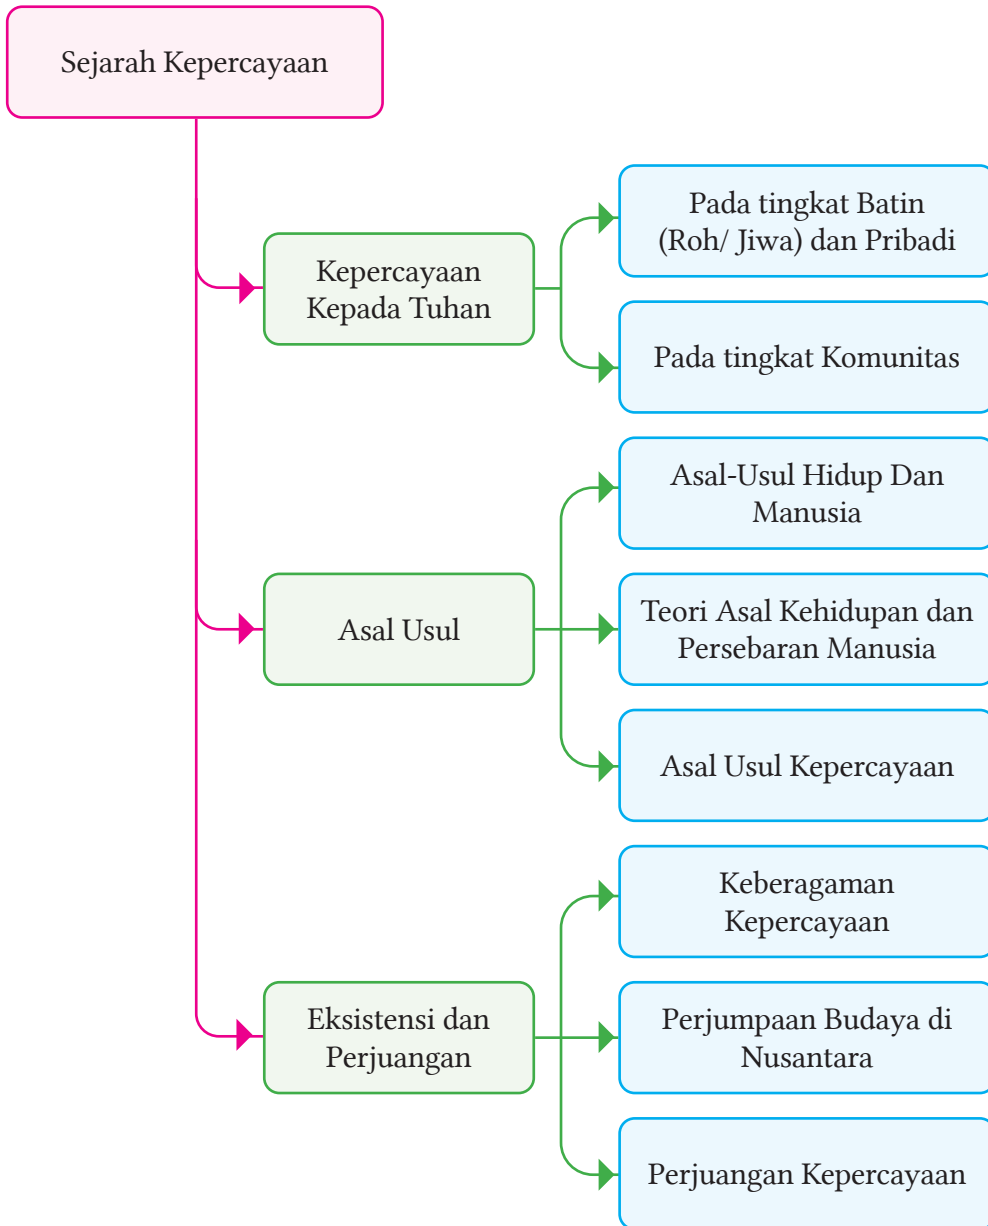 Sejarah Kepercayaan
Kepercayaan
Kepada Tuhan
Pada tingkat Batin
(Roh/ Jiwa) dan Pribadi
Pada tingkat Komunitas
Asal Usul
Asal-Usul Hidup Dan
Manusia
Teori Asal Kehidupan dan
Persebaran Manusia
Asal Usul Kepercayaan
Eksistensi dan
Perjuangan
Keberagaman
Kepercayaan
Perjumpaan Budaya di
Nusantara
Perjuangan Kepercayaan